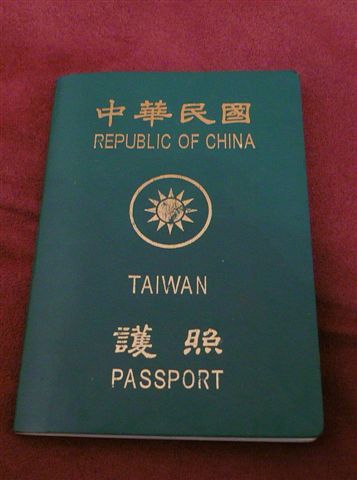 中華民國
REPUBLIC OF CHINA
TAIWAN
護照
PASSPORT